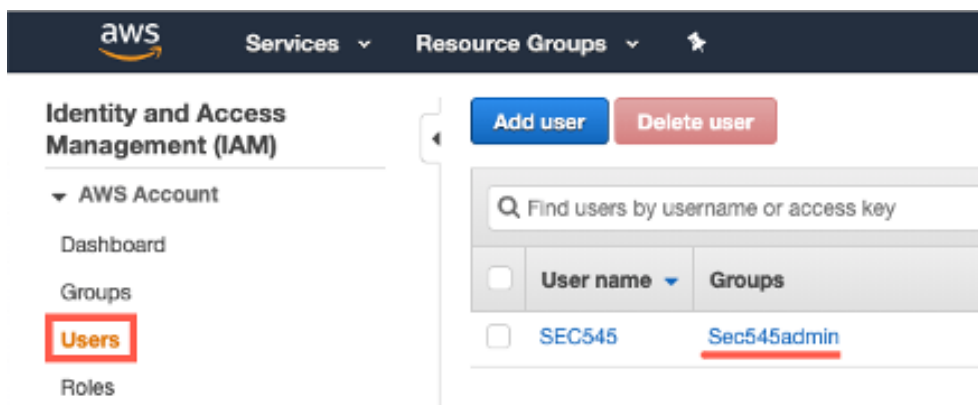 aws Services Resource Groups
Identity and Access
Management (IAM)
AWS Account
Dashboard
Groups
Users
Roles
Add user Delete user
Find users by username or access key
User name Groups
SEC545 Sec545admin